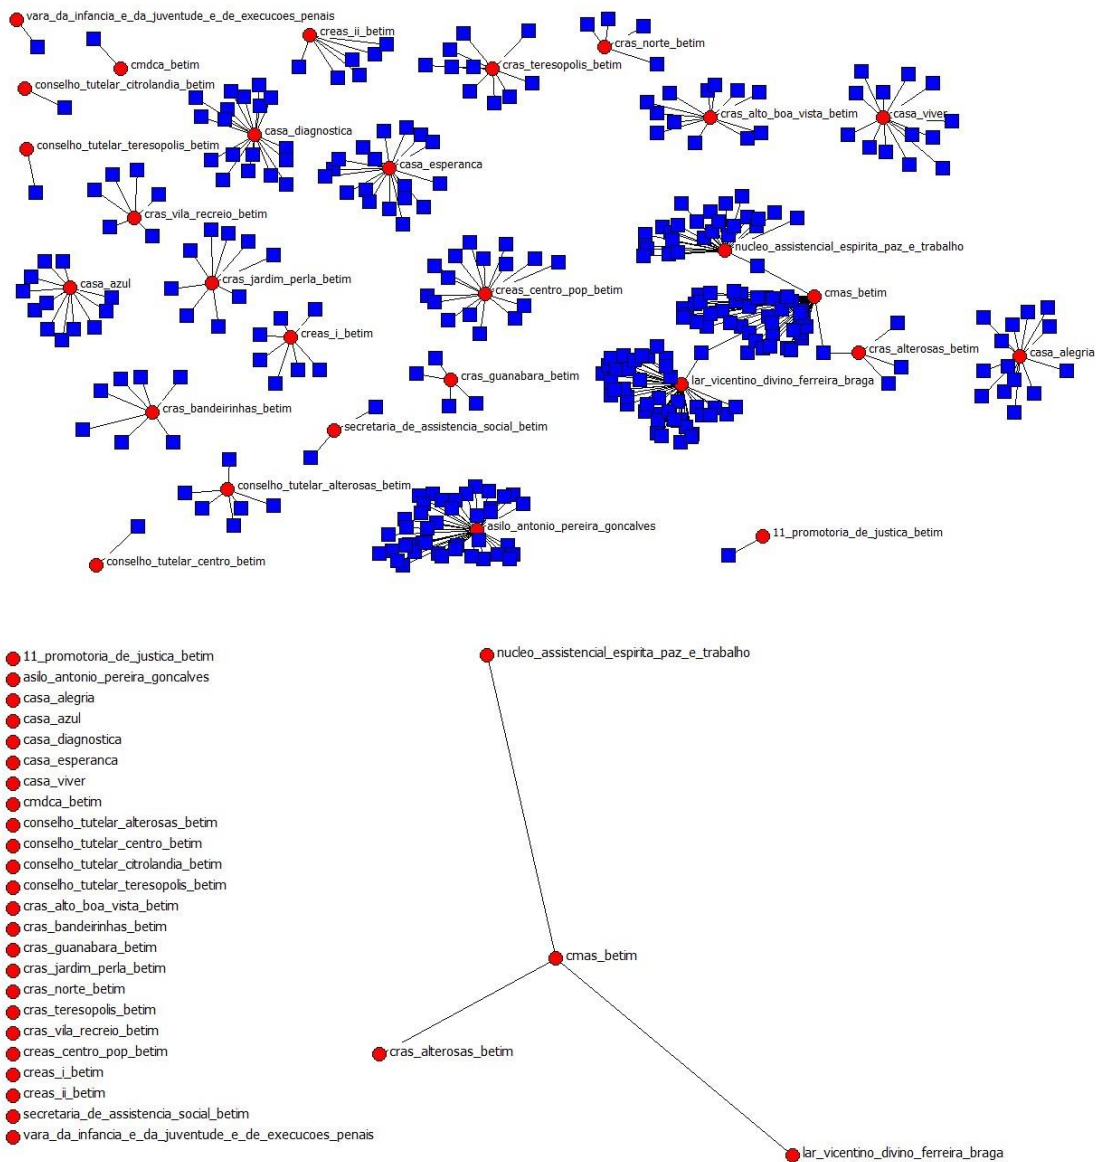 vara_da_infancia_e_da_juventude_e_de_execucoes_penais
creas_ii_betim
cras_norte_betim
cmdca_betim
cras_teresopolis_betim
conselho_tutelar_citrolandia_betim
cras_alto_boa_vista_betim
casa_viver
casa_diagnostica
conselho_tutelar_teresopolis_betim
casa_esperanca
cras_vila_recreio_betim
nucleo_assistencial_espirita_paz_e_trabalho
cras_jardim_perla_betim
casa_azul
creas_centro_pop_betim
cmas_betim
creas_i_betim
cras_alterosas_betim
casa_alegria
cras_guanabara_betim
lar_vicentino_divino_ferreira_braga
cras_bandeirinhas_betim
secretaria_de_assistencia_social_betim
conselho_tutelar_alterosas_betim
asilo_antonio_pereira_goncalves
11_promotoria_de_justica_betim
conselho_tutelar_centro_betim
11_promotoria_de_justica_betim
asilo_antonio_pereira_goncalves
casa_alegria
casa_azul
casa_diagnostica
casa_esperanca
casa_viver
cmdca_betim
conselho_tutelar_alterosas_betim
conselho_tutelar_centro_betim
conselho_tutelar_citrolandia_betim
conselho_tutelar_teresopolis_betim
cras_alto_boa_vista_betim
cras_bandeirinhas_betim
cras_guanabara_betim
cras_jardim_perla_betim
cras_norte_betim
cras_teresopolis_betim
cras_vila_recreio_betim
creas_centro_pop_betim
creas_i_betim
creas_ii_betim
secretaria_de_assistencia_social_betim
vara_da_infancia_e_da_juventude_e_de_execucoes_penais
nucleo_assistencial_espirita_paz_e_trabalho
cmas_betim
cras_alterosas_betim
lar_vicentino_divino_ferreira_braga